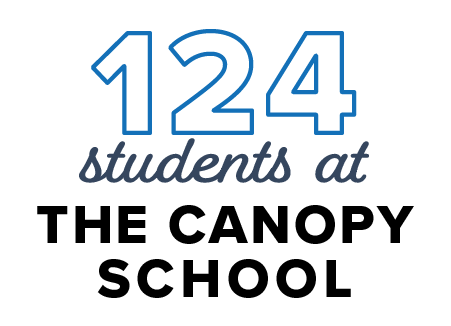 124
students at
THE CANOPY
SCHOOL